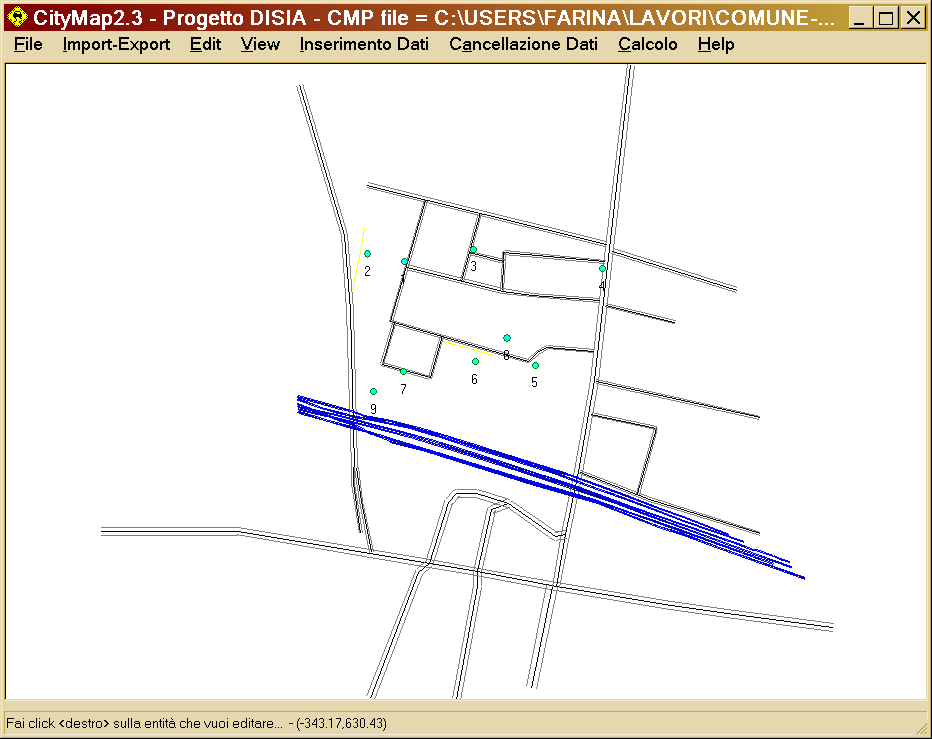 CityMap2.3 - Progetto DISIA - CMP file = C:\USERS\FARINA\LAVORI\COMUNE-...
File Import-Export Edit View Inserimento Dati Cancellazione Dati Calcolo Help
3
2
4
8
6
5
7
9
Fai click <destro> sulla entità che vuoi editare... - (-343.17,630.43)